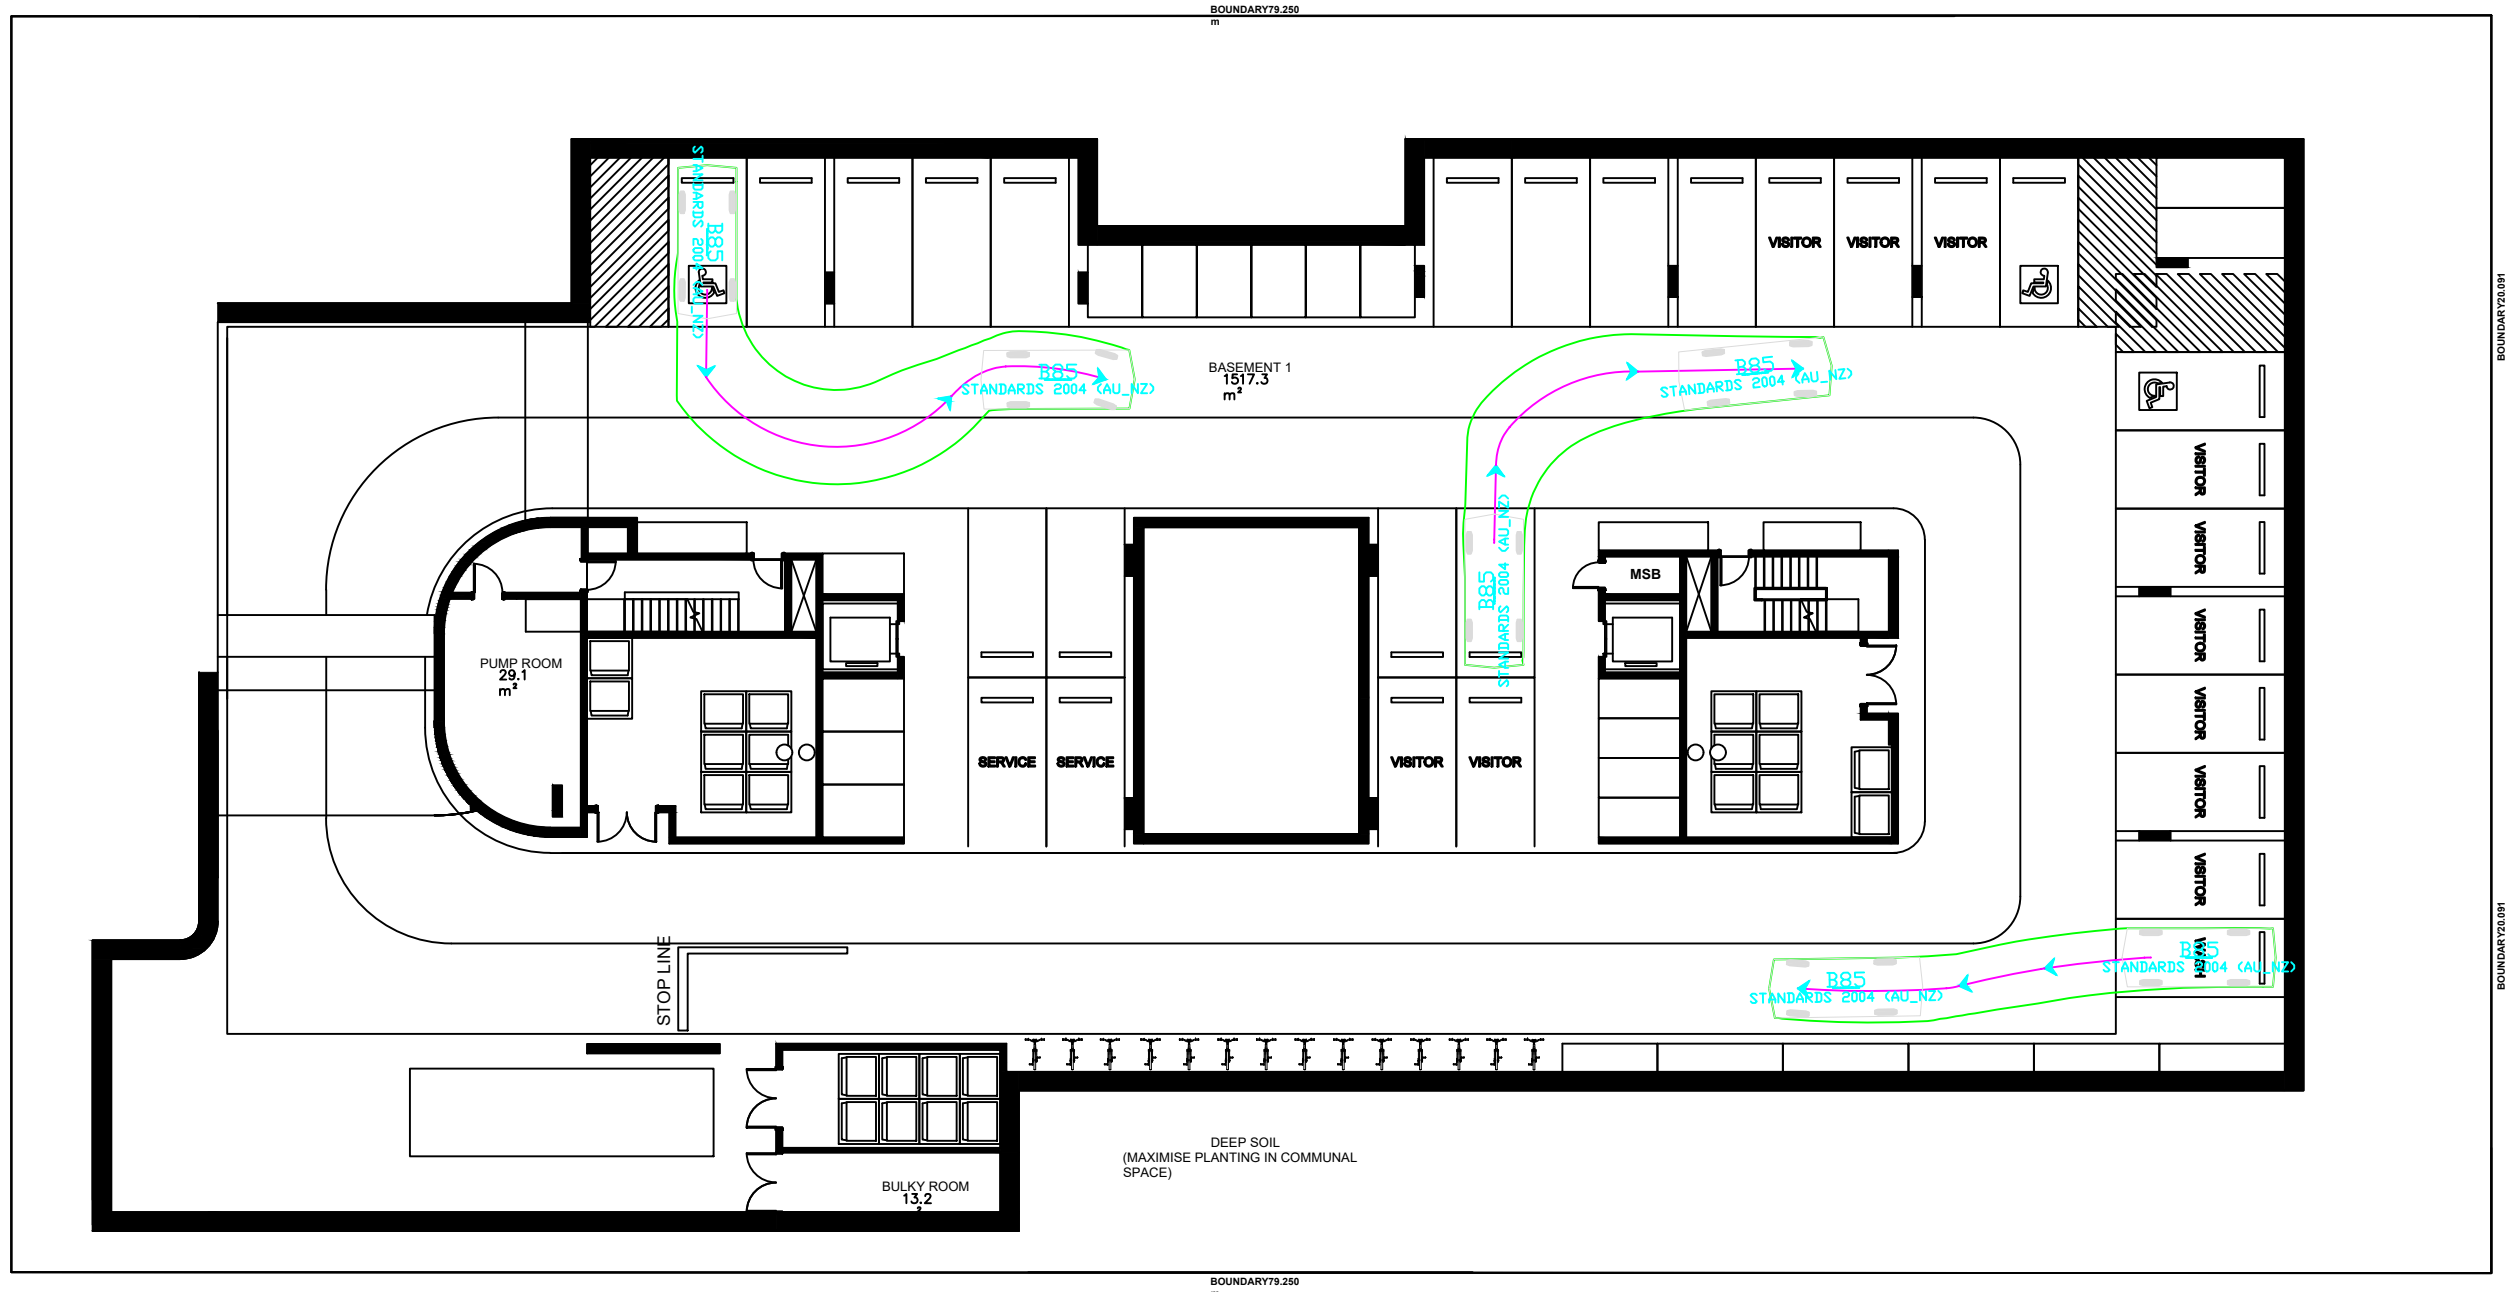 BOUNDARY79.250
m
STANDARDS 2004 (AU_NZ)
B85
VISITOR
VISITOR
VISITOR
BOUNDARY20.091
B85
STANDARDS 2004 (AU_NZ)
BASEMENT 1
1517.3
m²
B85
STANDARDS 2004 (AU_NZ)
VISITOR
VISITOR
VISITOR
VISITOR
VISITOR
VISITOR
B85
STANDARDS 2004 (AU_NZ)
MSB
PUMP ROOM
29.1
m²
SERVICE
SERVICE
VISITOR
VISITOR
STOP LINE
B85
STANDARDS 2004 (AU_NZ)
WASH
B85
STANDARDS 2004 (AU_NZ)
BOUNDARY20.091
DEEP SOIL
(MAXIMISE PLANTING IN COMMUNAL
SPACE)
BULKY ROOM
13.2
BOUNDARY79.250